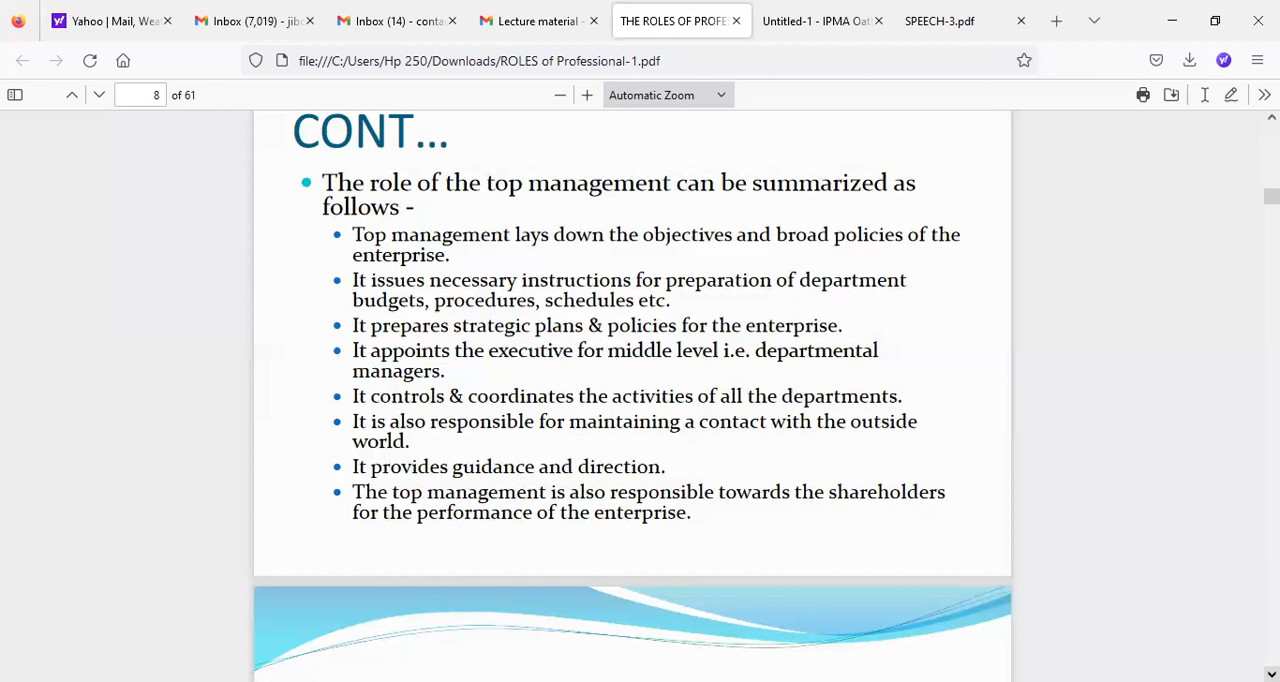 Yahoo | Mail, Wea
Inbox (7,019) - jib
Inbox (14) - conta
Lecture material -
THE ROLES OF PROFE
Untitled-1 - IPMA Oat
SPEECH-3.pdf
file:///C:/Users/Hp 250/Downloads/ROLES of Professional-1.pdf
8 of 61
Automatic Zoom
CONT...
The role of the top management can be summarized as
follows -
Top management lays down the objectives and broad policies of the
enterprise.
It issues necessary instructions for preparation of department
budgets, procedures, schedules etc.
It prepares strategic plans & policies for the enterprise.
It appoints the executive for middle level i.e. departmental
managers.
It controls & coordinates the activities of all the departments.
It is also responsible for maintaining a contact with the outside
world.
It provides guidance and direction.
The top management is also responsible towards the shareholders
for the performance of the enterprise.